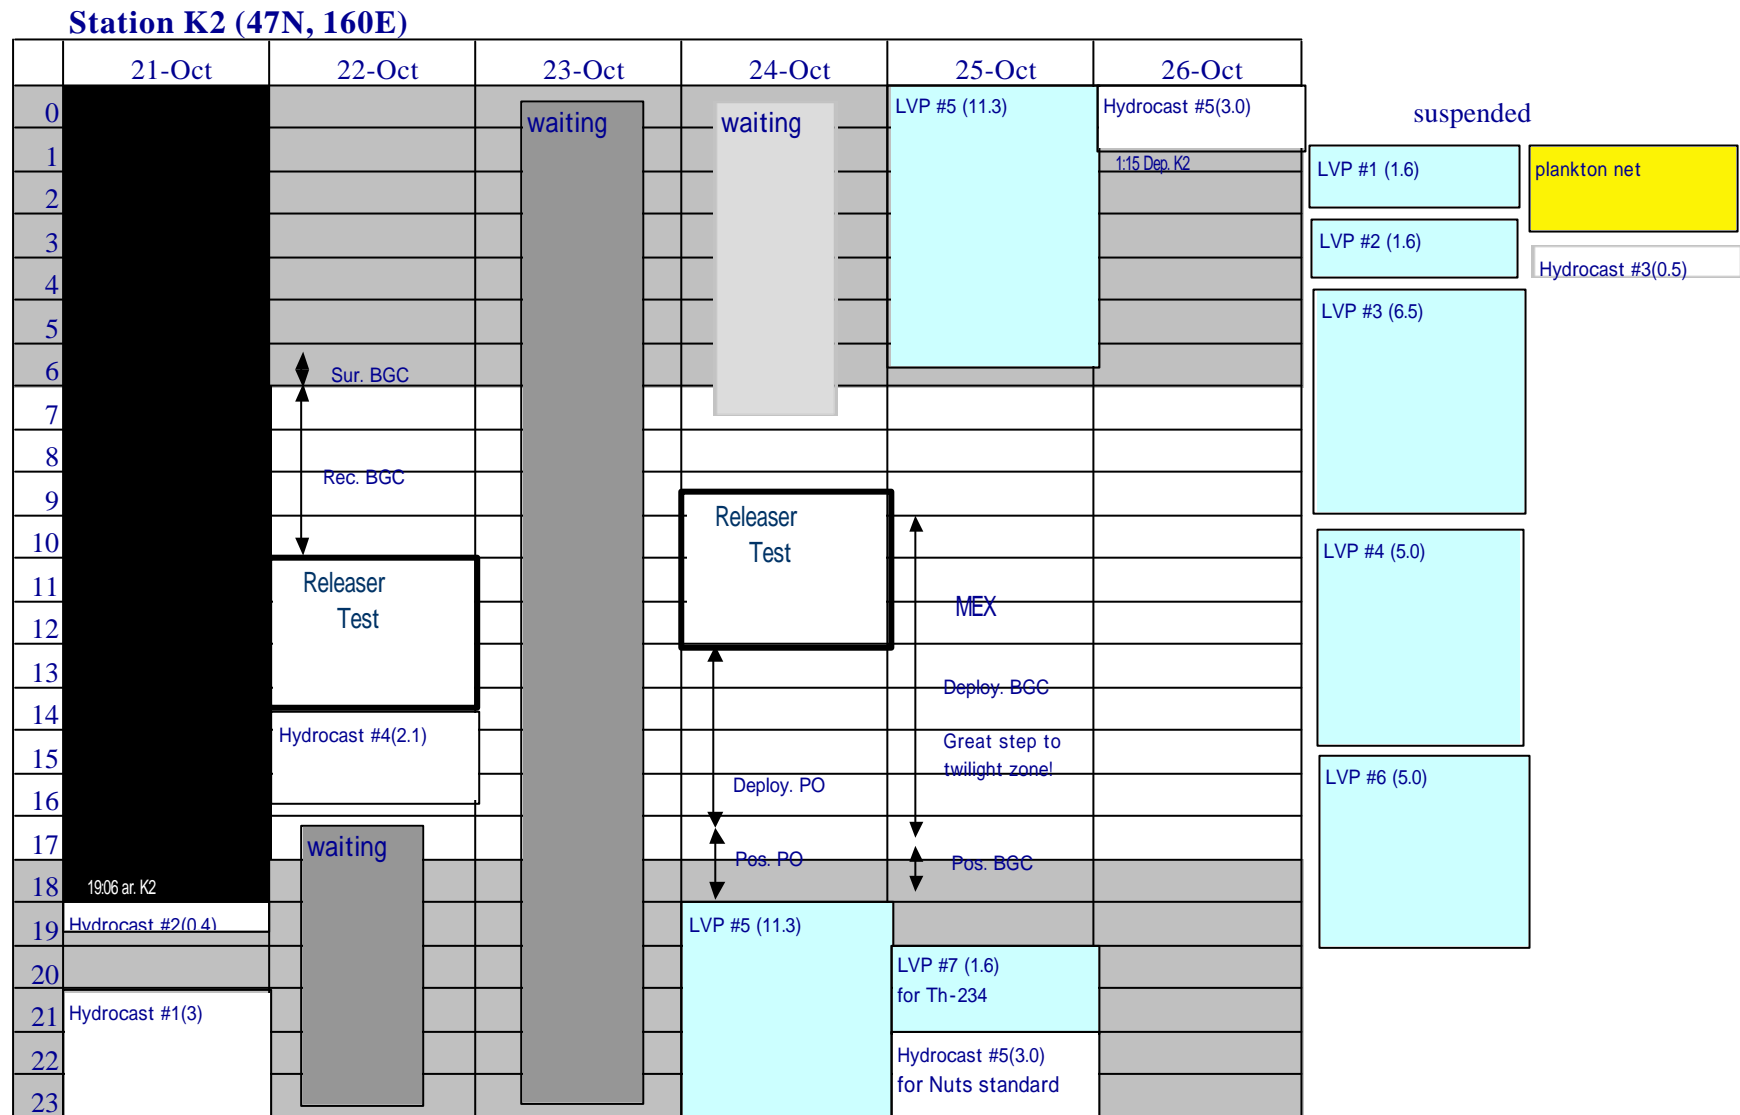 Station K2 (47N, 160E)
21-Oct 22-Oct 23-Oct 24-Oct 25-Oct 26-Oct
suspended
0
1
2
3
4
5
6
7
8
9
10
11
12
13
14
15
16
17
18
19
20
21
22
23
19:06 ar. K2
Hydrocast #2(0.4)
Hydrocast #1(3)
Sur. BGC
Rec. BGC
Releaser
Test
Hydrocast #4(2.1)
waiting
waiting
waiting
Releaser
Test
Deploy. PO
Pos. PO
LVP #5 (11.3)
LVP #5 (11.3)
MEX
Deploy. BGC
Great step to
twilight zone!
Pos. BGC
LVP #7 (1.6)
for Th-234
Hydrocast #5(3.0)
for Nuts standard
Hydrocast #5(3.0)
1:15 Dep. K2
LVP #1 (1.6)
LVP #2 (1.6)
LVP #3 (6.5)
LVP #4 (5.0)
LVP #6 (5.0)
plankton net
Hydrocast #3(0.5)